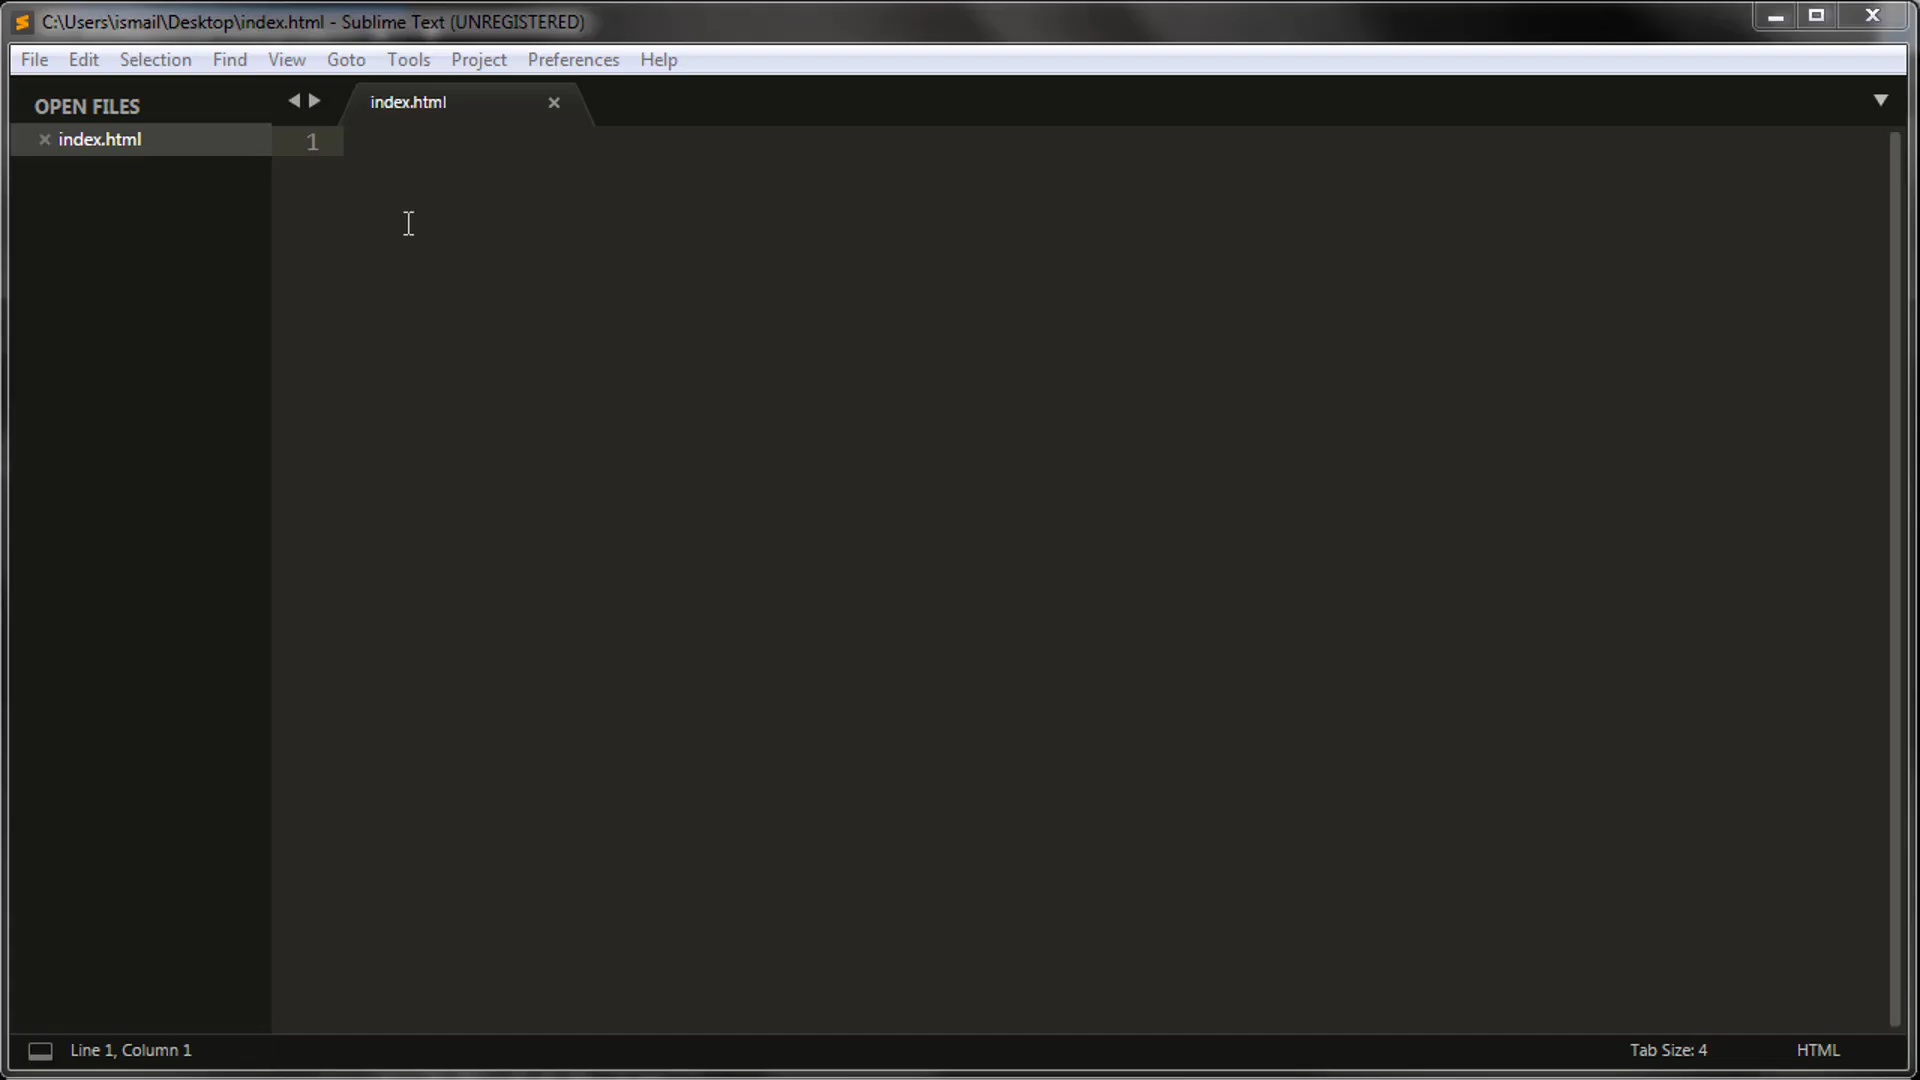 C:\Users\ismail\Desktop\index.html - Sublime Text (UNREGISTERED)
File Edit Selection Find View Goto Tools Project Preferences Help
OPEN FILES
index.html
index.html
1
Line 1, Column 1
Tab Size: 4
HTML